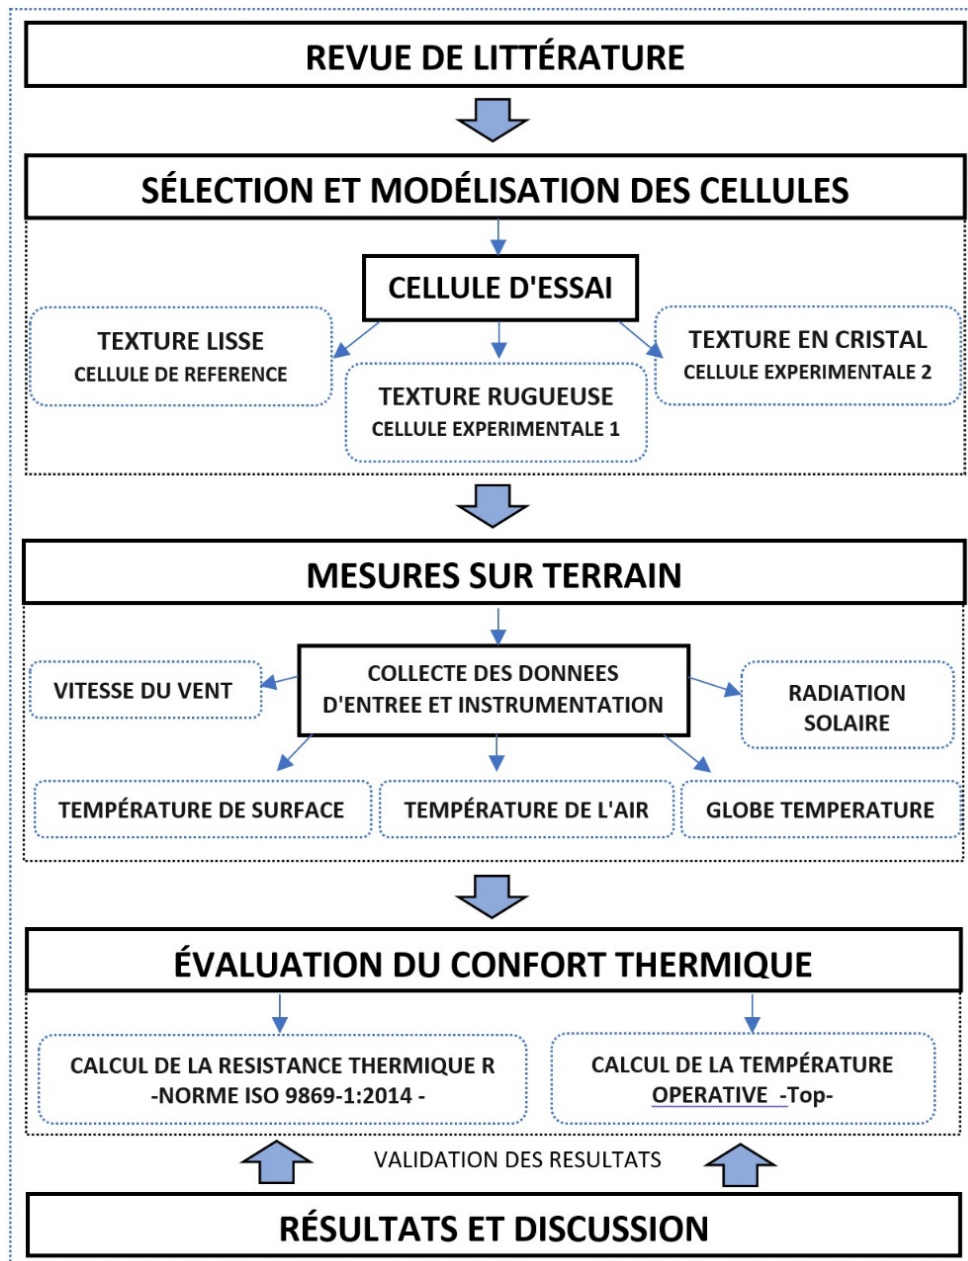 REVUE DE LITTÉRATURE
SÉLECTION ET MODÉLISATION DES CELLULES
CELLULE D'ESSAI
TEXTURE LISSE
CELLULE DE REFERENCE
TEXTURE RUGUEUSE
CELLULE EXPERIMENTALE 1
TEXTURE EN CRISTAL
CELLULE EXPERIMENTALE 2
MESURES SUR TERRAIN
COLLECTE DES DONNEES
D'ENTREE ET INSTRUMENTATION
VITESSE DU VENT
RADIATION
SOLAIRE
TEMPÉRATURE DE SURFACE
TEMPÉRATURE DE L'AIR
GLOBE TEMPERATURE
ÉVALUATION DU CONFORT THERMIQUE
CALCUL DE LA RESISTANCE THERMIQUE R
-NORME ISO 9869-1:2014 -
CALCUL DE LA TEMPÉRATURE
OPERATIVE -Top-
VALIDATION DES RESULTATS
RÉSULTATS ET DISCUSSION